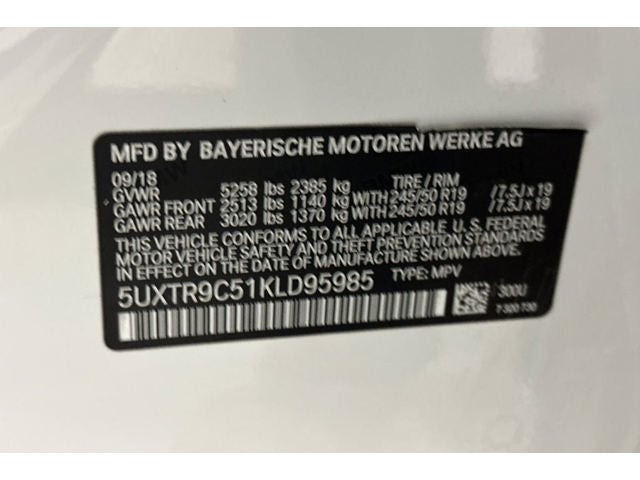 MFD BY BAYERISCHE MOTOREN WERKE AG
09/18
GVWR 5258 lbs 2385 kg TIRE / RIM
GAWR FRONT 2513 lbs 1140 kg WITH 245/50 R19 /7.5J x 19
GAWR REAR 3020 lbs 1370 kg WITH 245/50 R19 /7.5J x 19
THIS VEHICLE CONFORMS TO ALL APPLICABLE U. S. FEDERAL
MOTOR VEHICLE SAFETY AND THEFT PREVENTION
STANDARDS IN EFFECT ON THE DATE OF MANUFACTURE SHOWN ABOVE.
5UXTR9C51KLD95985 TYPE: MPV
300U
7 300 730